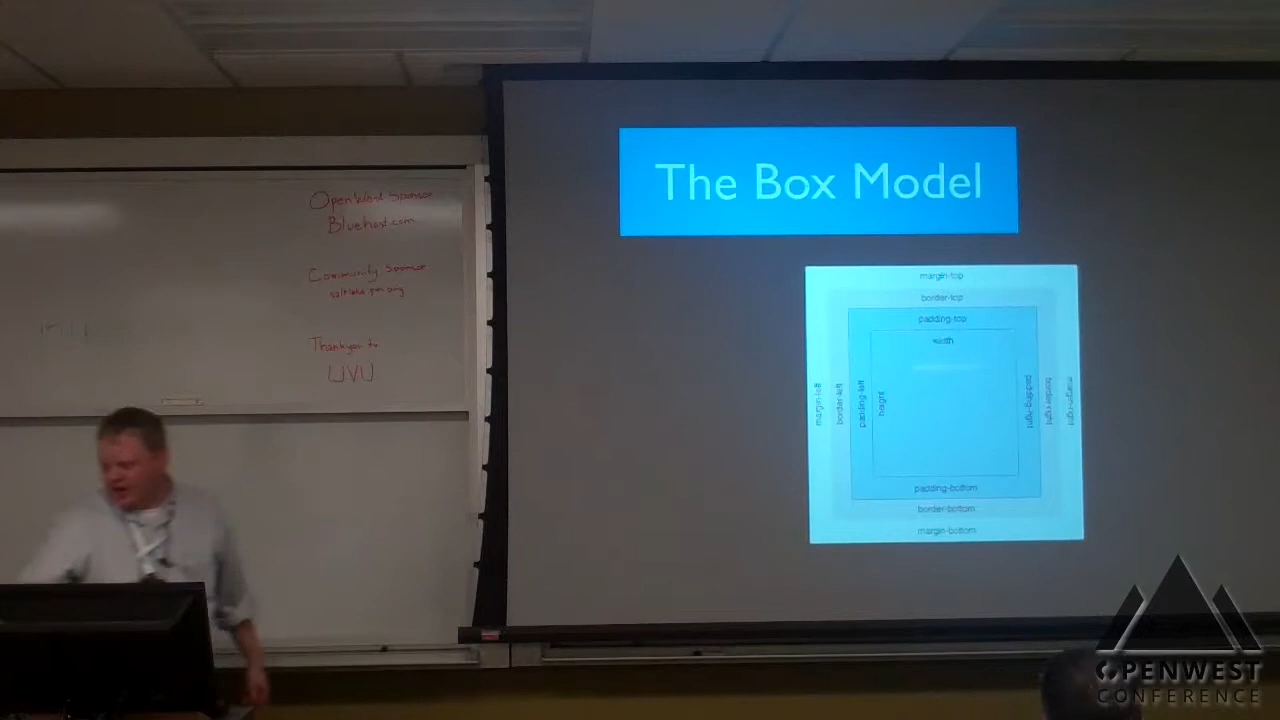 OpenWest Sponsor
Bluehost.com
Community Sponsor
Thankyou to
UVU
The Box Model
margin-top
border-top
padding-top
width
margin-left
border-left
padding-left
height
padding-right
border-right
margin-right
padding-bottom
border-bottom
margin-bottom
OPENWEST
CONFERENCE